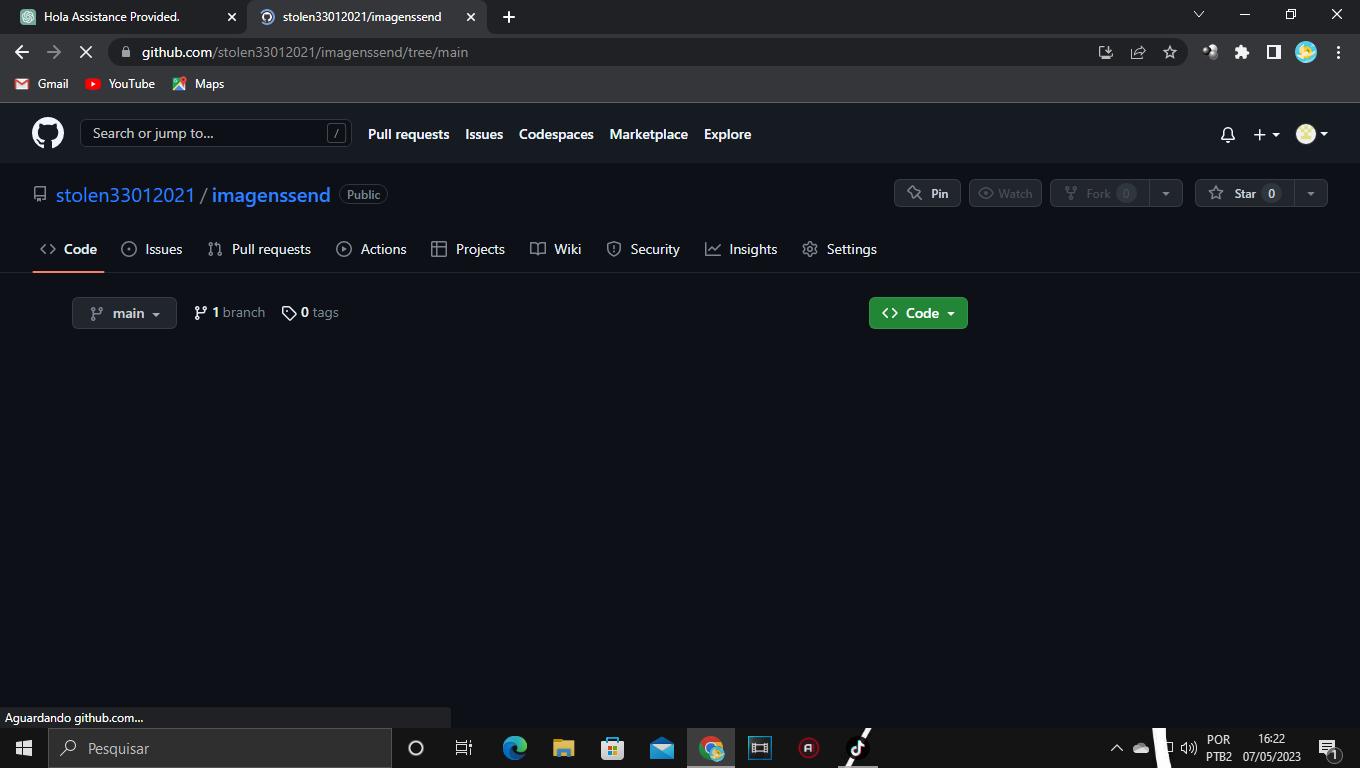 Hola Assistance Provided.
stolen33012021/imagenssend
github.com/stolen33012021/imagenssend/tree/main
Gmail YouTube Maps
Search or jump to... / Pull requests Issues Codespaces Marketplace Explore
stolen33012021 / imagenssend Public Pin Watch Fork 0 Star 0
Code Issues Pull requests Actions Projects Wiki Security Insights Settings
main 1 branch 0 tags Code
Aguardando github.com...
Pesquisar
POR
PTB2
16:22
07/05/2023
1